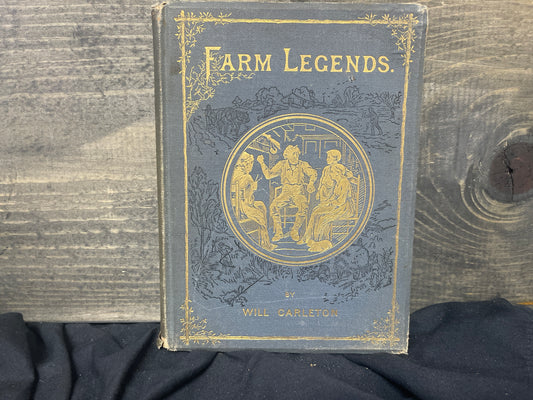 FARM LEGENDS.
BY
WILL CARLETON